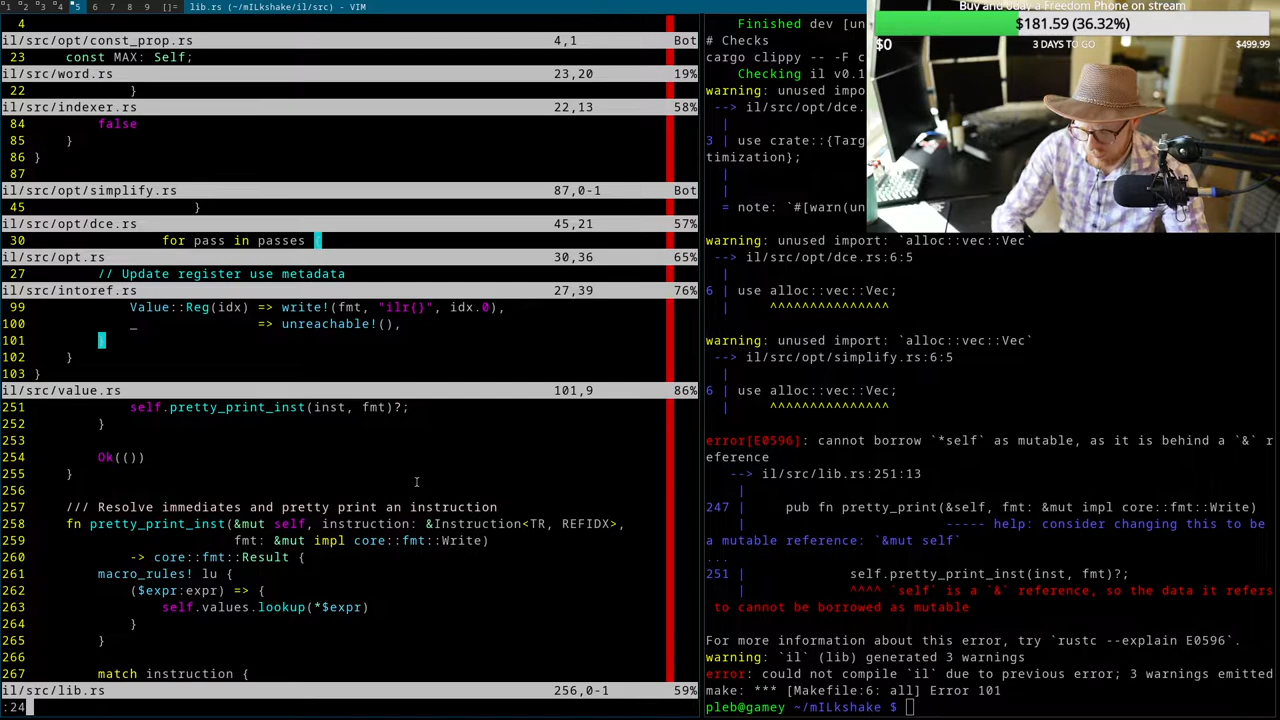 1 2 3 4 5 6 7 8 9 []= lib.rs (~/mILkshake/il/src) - VIM
4
il/src/opt/const_prop.rs 4,1 Bot
23 const MAX: Self;
il/src/word.rs 23,20 19%
22 }
il/src/indexer.rs 22,13 58%
84 false
85 }
86 }
87
il/src/opt/simplify.rs 87,0-1 Bot
45 }
il/src/opt/dce.rs 45,21 57%
30 for pass in passes {
il/src/opt.rs 30,36 65%
27 // Update register use metadata
il/src/intoref.rs 27,39 76%
99 Value::Reg(idx) => write!(fmt, "ilr{}", idx.0),
100 _ => unreachable!(),
101 }
102 }
103 }
il/src/value.rs 101,9 86%
251 self.pretty_print_inst(inst, fmt)?;
252 }
253
254 Ok(())
255 }
256
257 /// Resolve immediates and pretty print an instruction
258 fn pretty_print_inst(&mut self, instruction: &Instruction<TR, REFIDX>,
259 fmt: &mut impl core::fmt::Write)
260 -> core::fmt::Result {
261 macro_rules! lu {
262 ($expr:expr) => {
263 self.values.lookup(*$expr)
264 }
265 }
266
267 match instruction {
il/src/lib.rs 256,0-1 59%
:24
Finished dev [un
# Checks
cargo clippy -- -F c
Checking il v0.1
warning: unused impo
--> il/src/opt/dce.
|
3 | use crate::{Targ
timization};
|
|
= note: `#[warn(un
warning: unused import: `alloc::vec::Vec`
--> il/src/opt/dce.rs:6:5
|
6 | use alloc::vec::Vec;
| ^^^^^^^^^^^^^^^
warning: unused import: `alloc::vec::Vec`
--> il/src/opt/simplify.rs:6:5
|
6 | use alloc::vec::Vec;
| ^^^^^^^^^^^^^^^
error[E0596]: cannot borrow `*self` as mutable, as it is behind a `&` r
eference
--> il/src/lib.rs:251:13
|
247 | pub fn pretty_print(&self, fmt: &mut impl core::fmt::Write)
| ----- help: consider changing this to be
a mutable reference: `&mut self`
...
251 | self.pretty_print_inst(inst, fmt)?;
| ^^^^ `self` is a `&` reference, so the data it refers
to cannot be borrowed as mutable
For more information about this error, try `rustc --explain E0596`.
warning: `il` (lib) generated 3 warnings
error: could not compile `il` due to previous error; 3 warnings emitted
make: *** [Makefile:6: all] Error 101
pleb@gamey ~/mILkshake $
Phone on stream
$181.59 (36.32%)
$0 3 DAYS TO GO $499.99